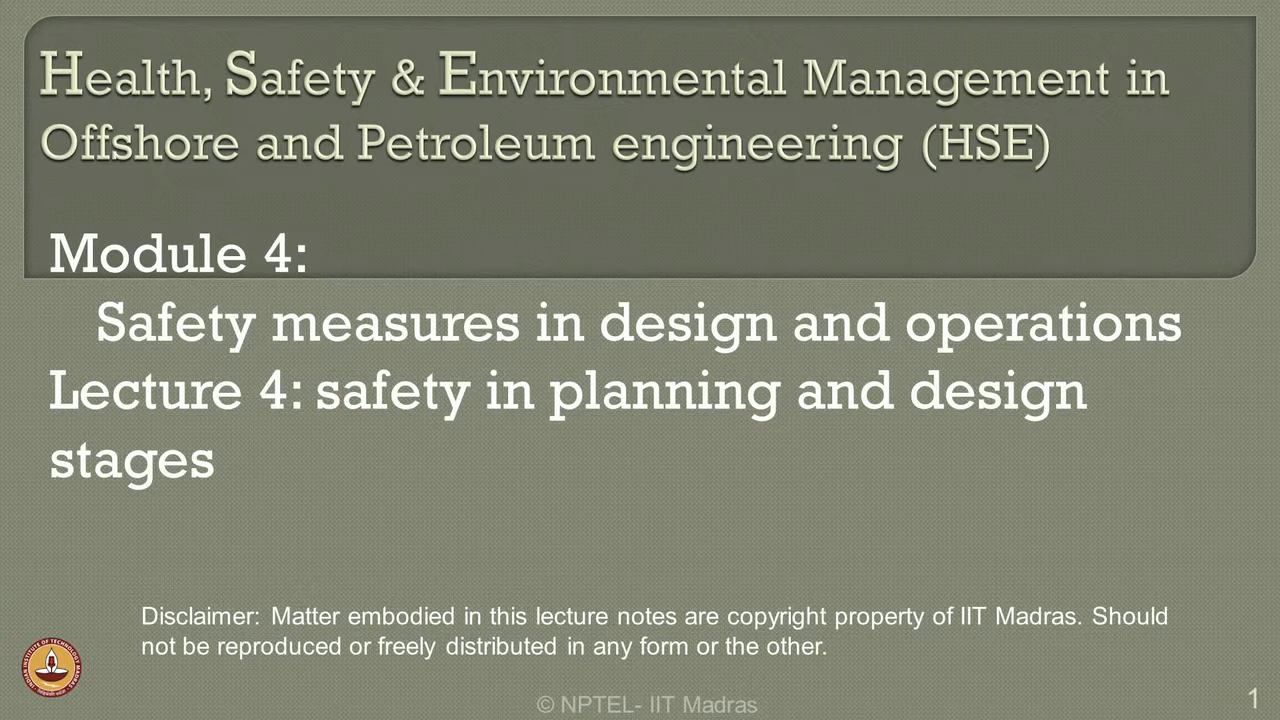 Health, Safety & Environmental Management in
Offshore and Petroleum engineering (HSE)
Module 4:
Safety measures in design and operations
Lecture 4: safety in planning and design
stages
Disclaimer: Matter embodied in this lecture notes are copyright property of IIT Madras. Should
not be reproduced or freely distributed in any form or the other.
© NPTEL- IIT Madras
1